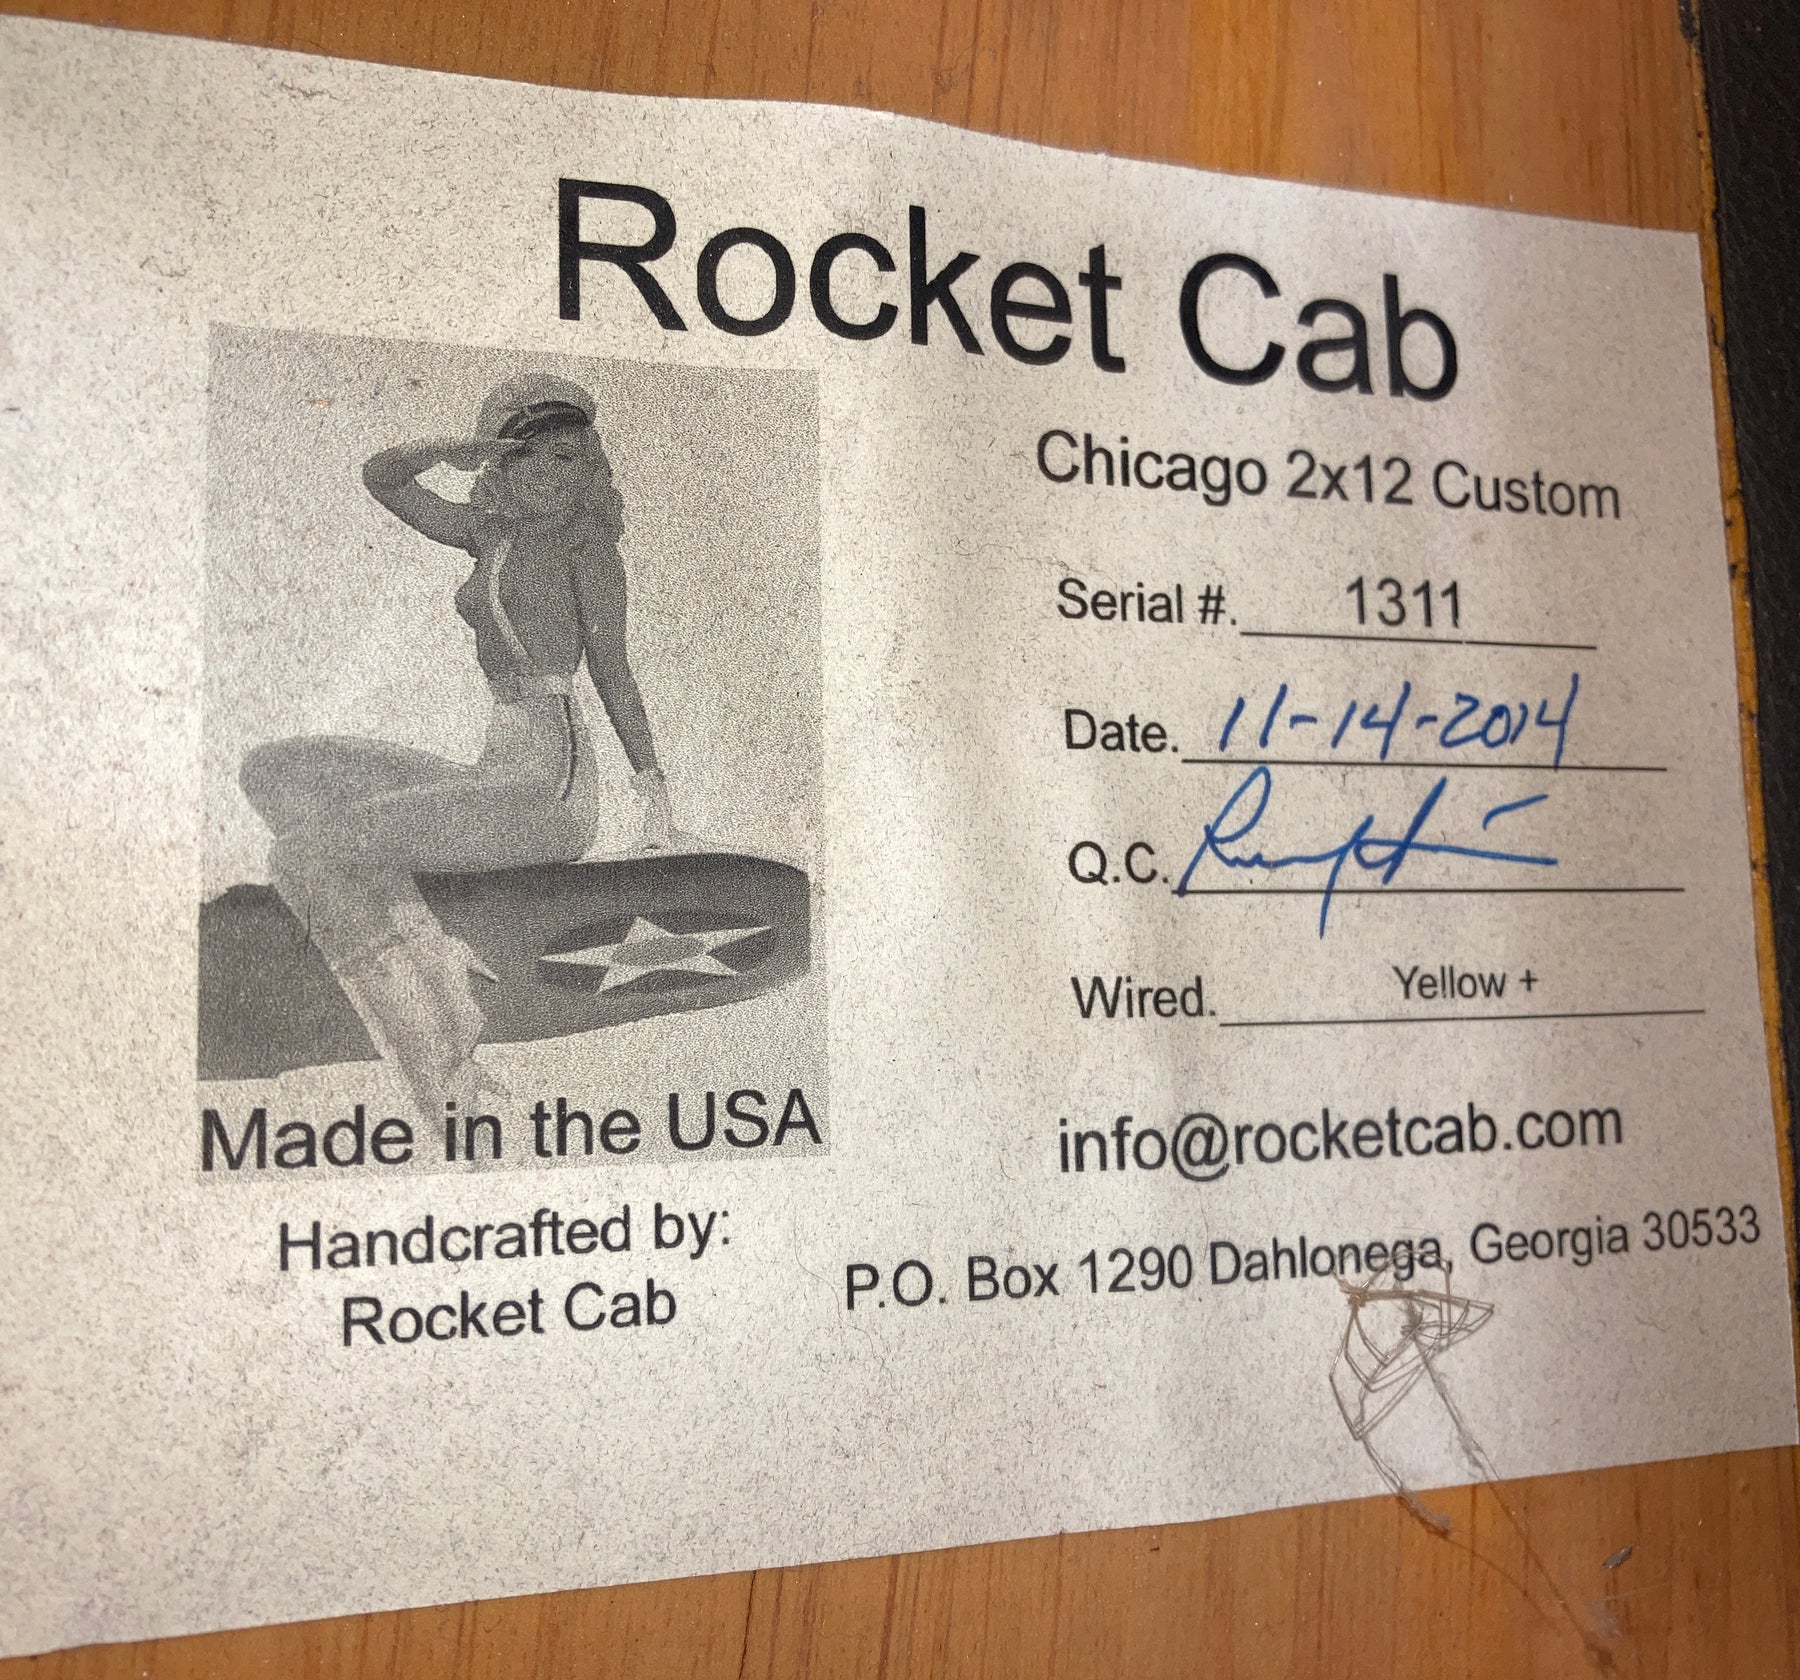 Rocket Cab
Chicago 2x12 Custom
Serial #. 1311
Date. 11-14-2014
Q.C.
Wired. Yellow +
Made in the USA
info@rocketcab.com
Handcrafted by:
Rocket Cab
P.O. Box 1290 Dahlonega, Georgia 30533